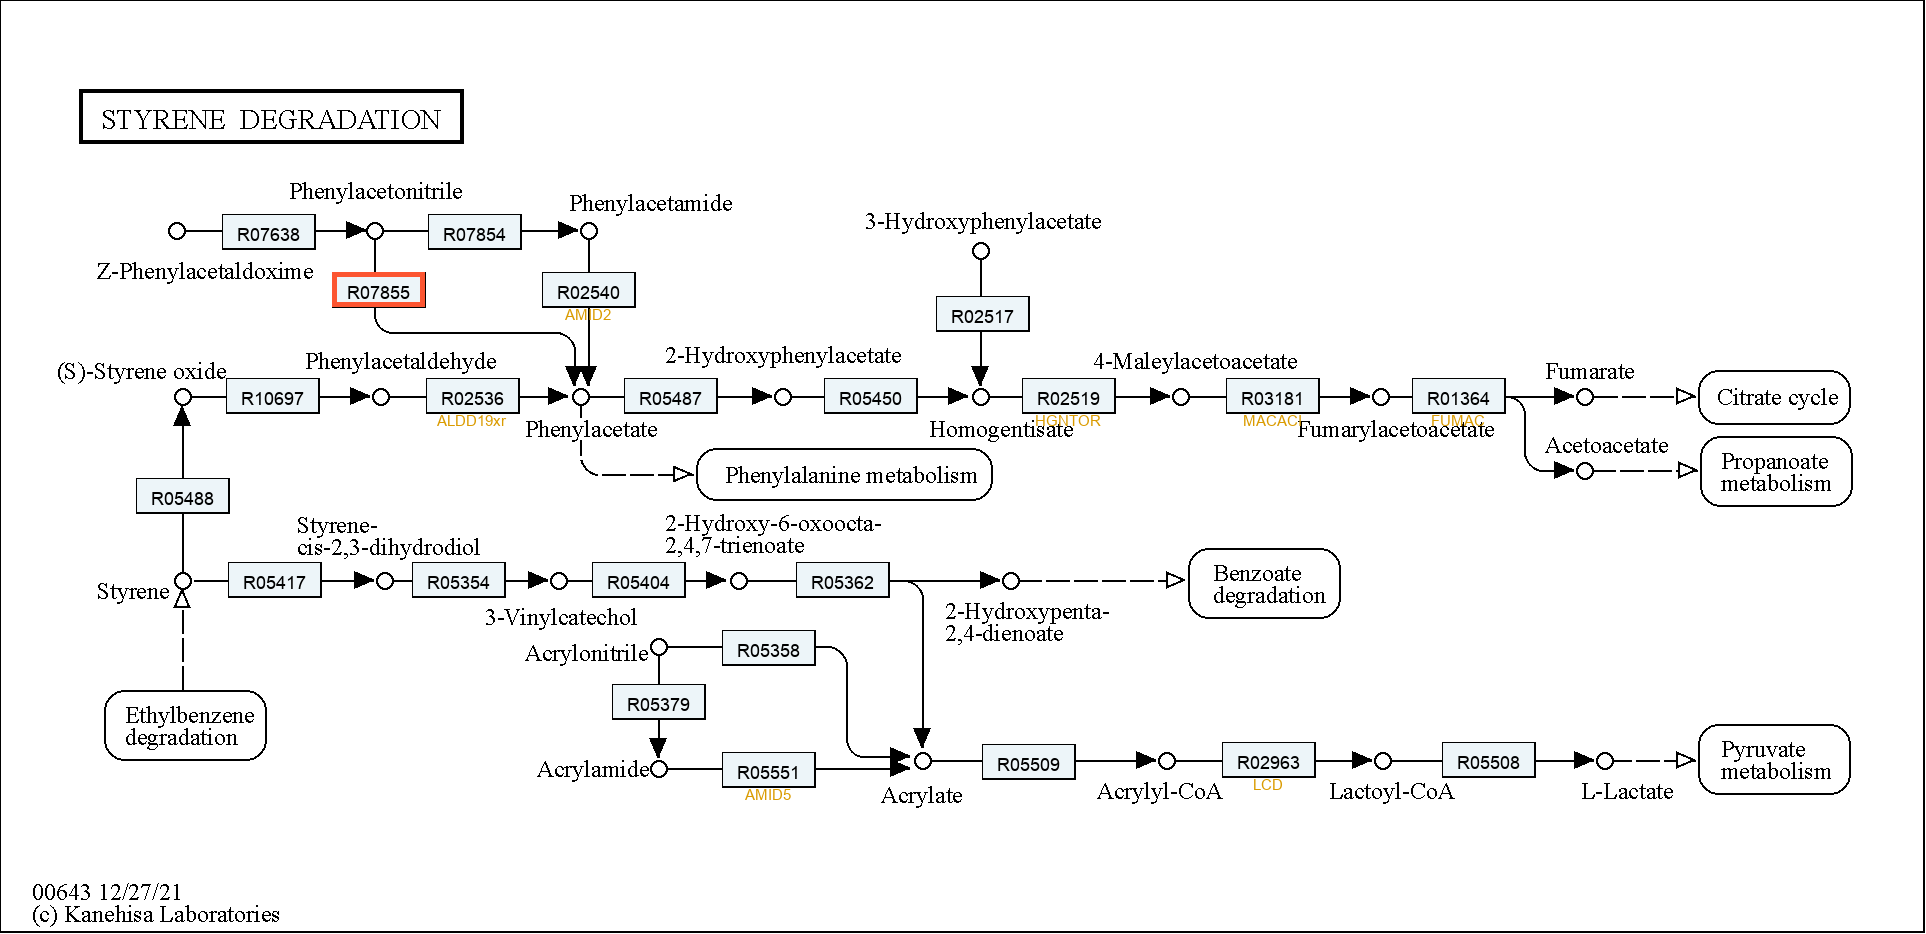 STYRENE DEGRADATION
Phenylacetonitrile
Phenylacetamide
3-Hydroxyphenylacetate
R07638
R07854
Z-Phenylacetaldoxime
R07855
R02540
AMID2
R02517
(S)-Styrene oxide
Phenylacetaldehyde
2-Hydroxyphenylacetate
4-Maleylacetoacetate
Fumarate
R10697
R02536
ALDD19xr
R05487
R05450
R02519
HGNTOR
R03181
MACACI
R01364
FUMAC
Citrate cycle
Phenylacetate
Homogentisate
Fumarylacetoacetate
Acetoacetate
Phenylalanine metabolism
Propanoate
metabolism
R05488
Styrene-
cis-2,3-dihydrodiol
2-Hydroxy-6-oxoocta-
2,4,7-trienoate
Styrene
R05417
R05354
R05404
R05362
Benzoate
degradation
3-Vinylcatechol
2-Hydroxypenta-
2,4-dienoate
Acrylonitrile
R05358
R05379
Ethylbenzene
degradation
Acrylamide
R05551
AMID5
Acrylate
R05509
Acrylyl-CoA
R02963
LCD
Lactoyl-CoA
R05508
L-Lactate
Pyruvate
metabolism
00643 12/27/21
(c) Kanehisa Laboratories